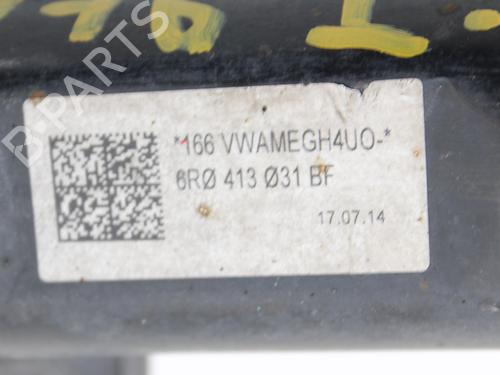 *166 VWAMEGH4UO-*
6RØ 413 Ø31 BF
17.07.14
B-PARTS